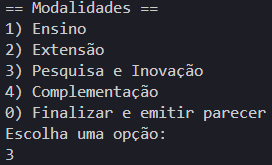 == Modalidades ==
1) Ensino
2) Extensão
3) Pesquisa e Inovação
4) Complementação
0) Finalizar e emitir parecer
Escolha uma opção:
3